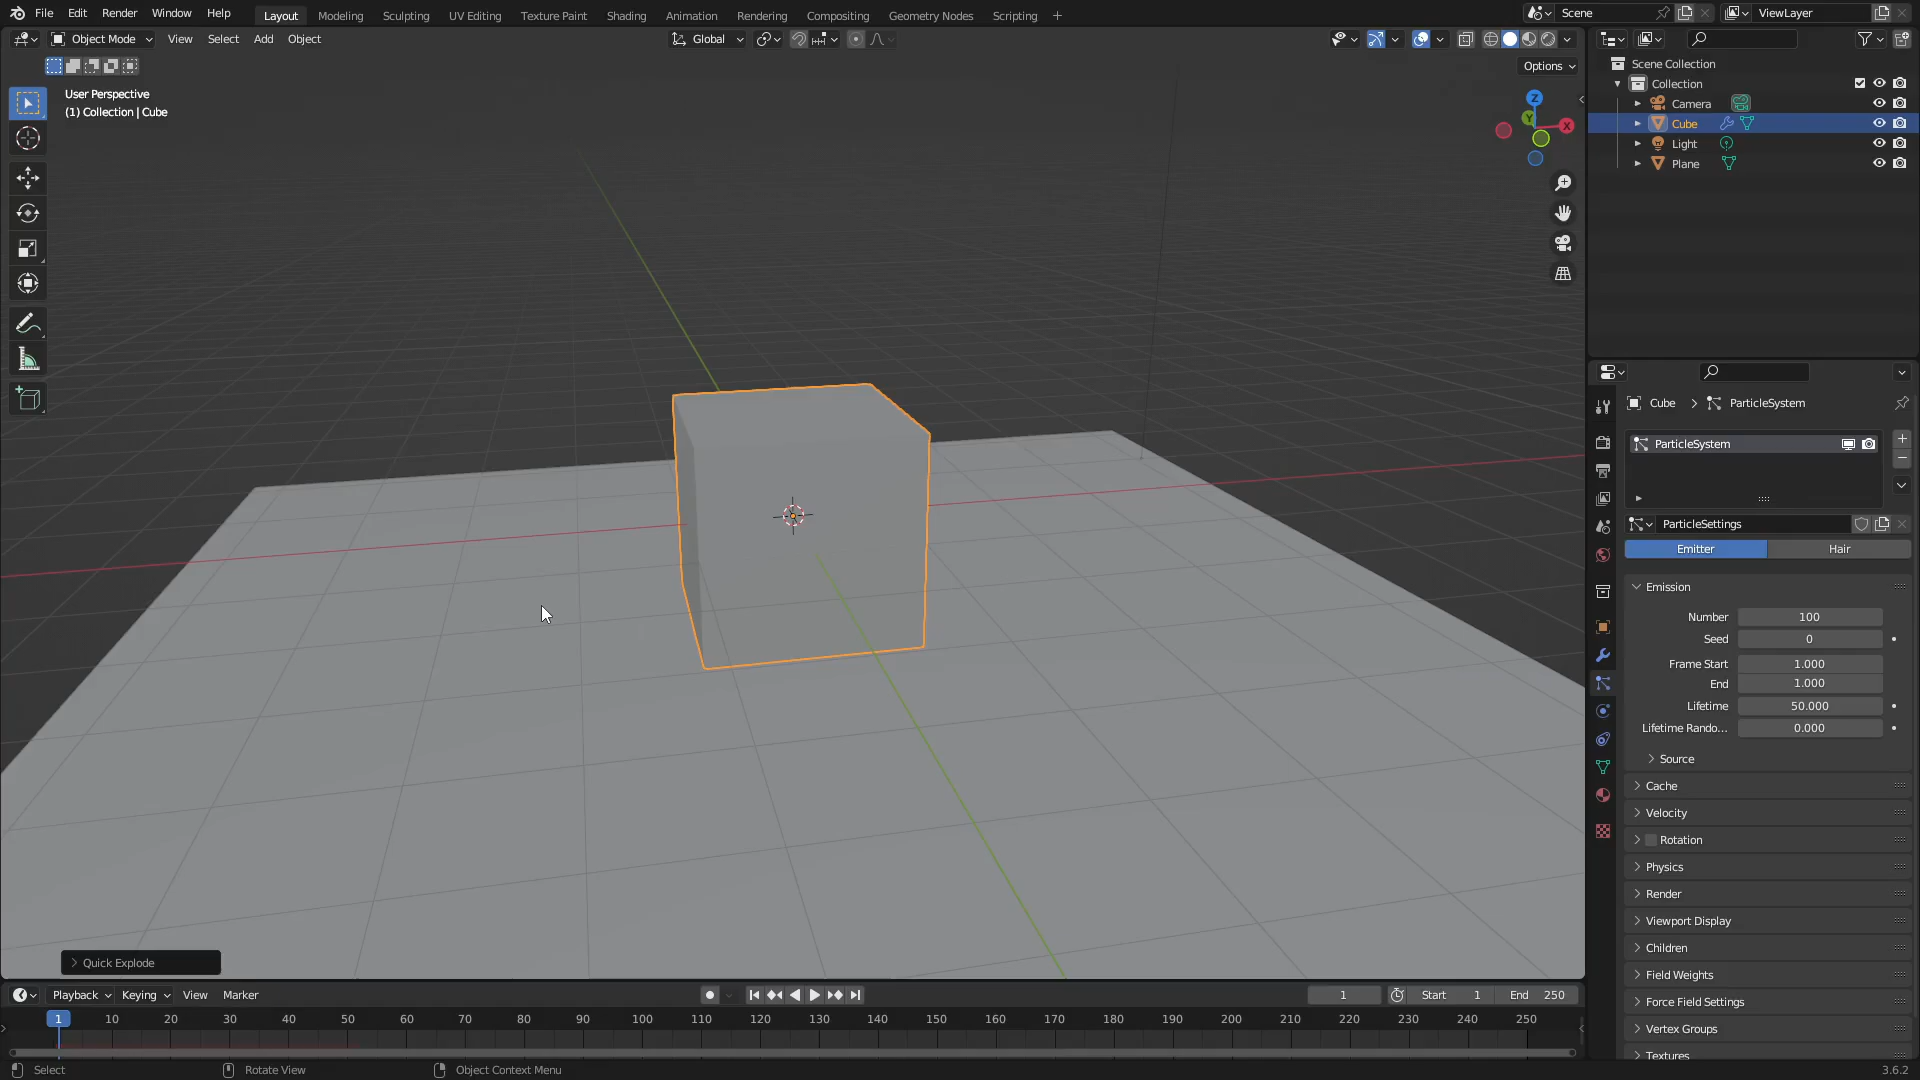 File Edit Render Window Help Layout Modeling Sculpting UV Editing Texture Paint Shading Animation Rendering Compositing Geometry Nodes Scripting + Scene ViewLayer
Object Mode View Select Add Object Global
Options
User Perspective
(1) Collection | Cube
Z
Y
X
Scene Collection
Collection
Camera
Cube
Light
Plane
Cube > ParticleSystem
ParticleSystem
ParticleSettings
Emitter Hair
Emission
Number 100
Seed 0
Frame Start 1.000
End 1.000
Lifetime 50.000
Lifetime Rando... 0.000
Source
Cache
Velocity
Rotation
Physics
Render
Viewport Display
Children
Field Weights
Force Field Settings
Vertex Groups
Textures
Quick Explode
Playback Keying View Marker 1 Start 1 End 250
1 10 20 30 40 50 60 70 80 90 100 110 120 130 140 150 160 170 180 190 200 210 220 230 240 250
Select Rotate View Object Context Menu 3.6.2